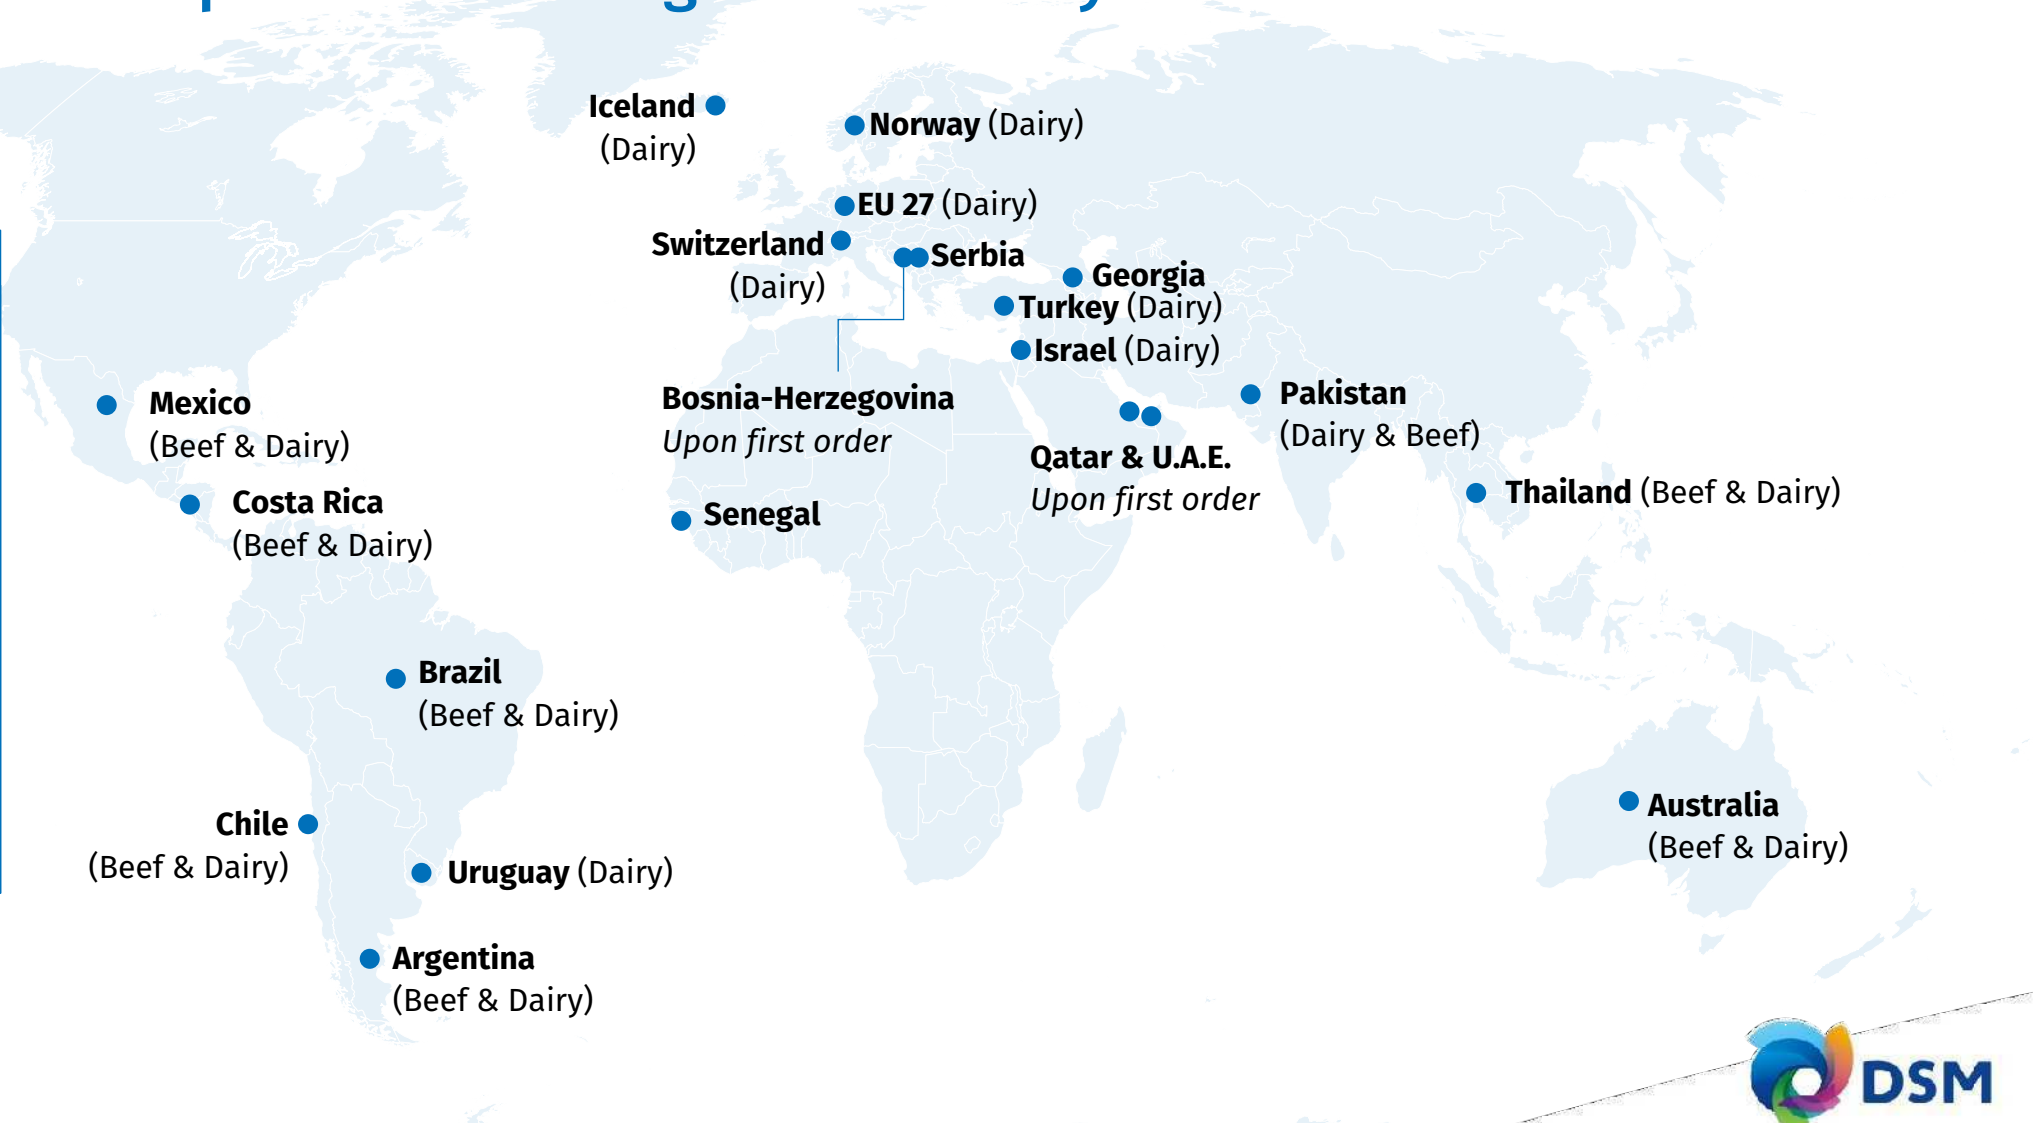 Iceland
(Dairy)
Norway (Dairy)
EU 27 (Dairy)
Switzerland
(Dairy)
Serbia
Georgia
Turkey (Dairy)
Israel (Dairy)
Bosnia-Herzegovina
Upon first order
Qatar & U.A.E.
Upon first order
Pakistan
(Dairy & Beef)
Mexico
(Beef & Dairy)
Costa Rica
(Beef & Dairy)
Senegal
Thailand (Beef & Dairy)
Brazil
(Beef & Dairy)
Chile
(Beef & Dairy)
Uruguay (Dairy)
Australia
(Beef & Dairy)
Argentina
(Beef & Dairy)
DSM